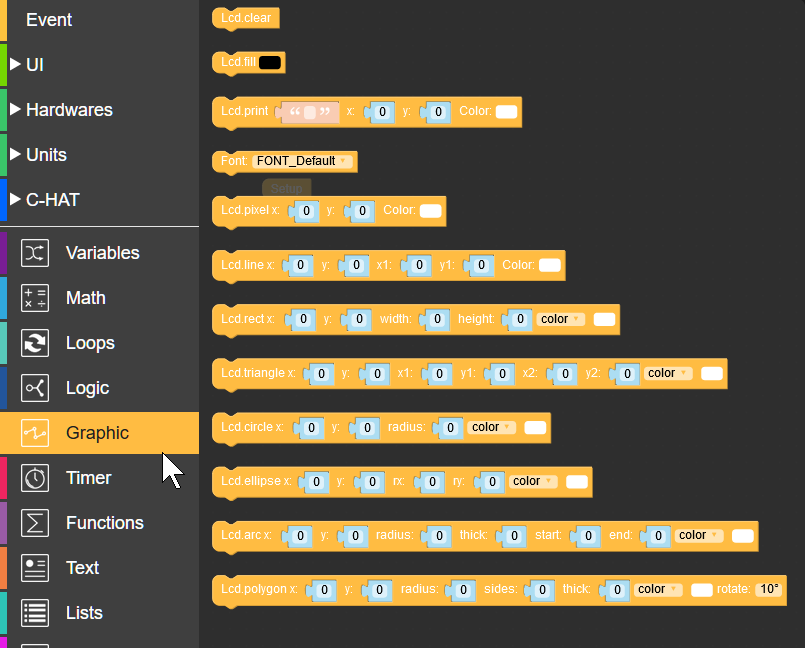 Event
UI
Hardwares
Units
C-HAT
Variables
Math
Loops
Logic
Graphic
Timer
Functions
Text
Lists
Lcd.clear
Lcd.fill
Lcd.print “ ” x: 0 y: 0 Color:
Font: FONT_Default
Setup
Lcd.pixel x: 0 y: 0 Color:
Lcd.line x: 0 y: 0 x1: 0 y1: 0 Color:
Lcd.rect x: 0 y: 0 width: 0 height: 0 color
Lcd.triangle x: 0 y: 0 x1: 0 y1: 0 x2: 0 y2: 0 color
Lcd.circle x: 0 y: 0 radius: 0 color
Lcd.ellipse x: 0 y: 0 rx: 0 ry: 0 color
Lcd.arc x: 0 y: 0 radius: 0 thick: 0 start: 0 end: 0 color
Lcd.polygon x: 0 y: 0 radius: 0 sides: 0 thick: 0 color rotate: 10°